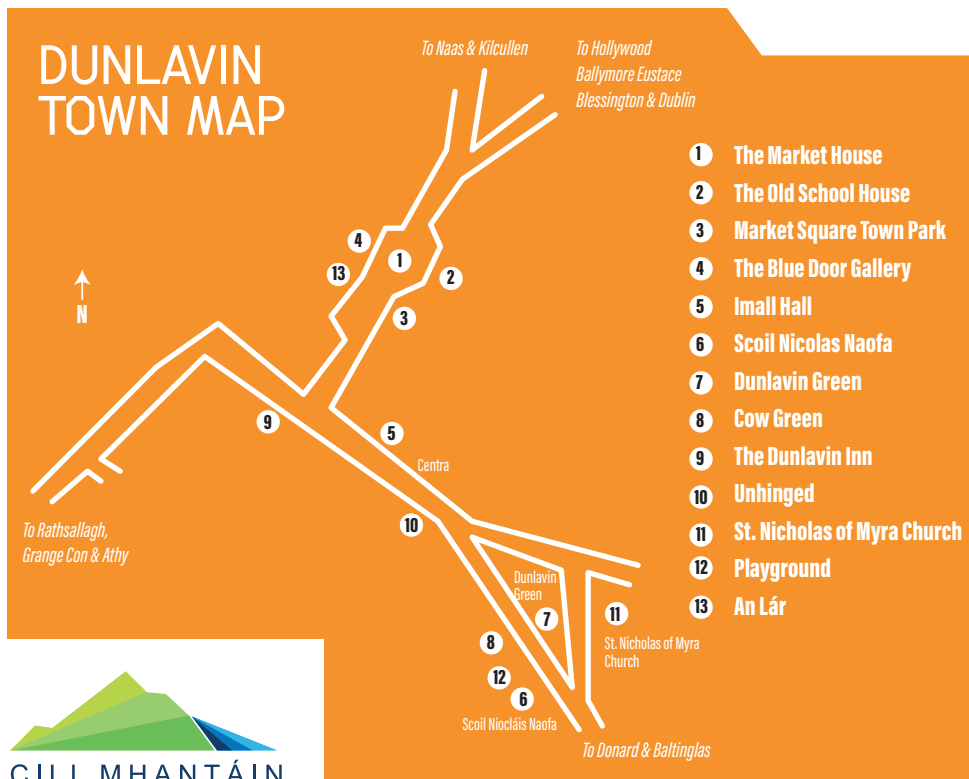 DUNLAVIN
TOWN MAP
To Naas & Kilcullen
To Hollywood
Ballymore Eustace
Blessington & Dublin
1 The Market House
2 The Old School House
3 Market Square Town Park
4 The Blue Door Gallery
5 Imall Hall
6 Scoil Nicolas Naofa
7 Dunlavin Green
8 Cow Green
9 The Dunlavin Inn
10 Unhinged
11 St. Nicholas of Myra Church
12 Playground
13 An Lár
4
1
13
2
3
N
9
5
Centra
10
To Rathsallagh,
Grange Con & Athy
Dunlavin
Green
7
11
St. Nicholas of Myra
Church
8
12
6
Scoil Niocláis Naofa
To Donard & Baltinglas
CILL MHANTÁIN